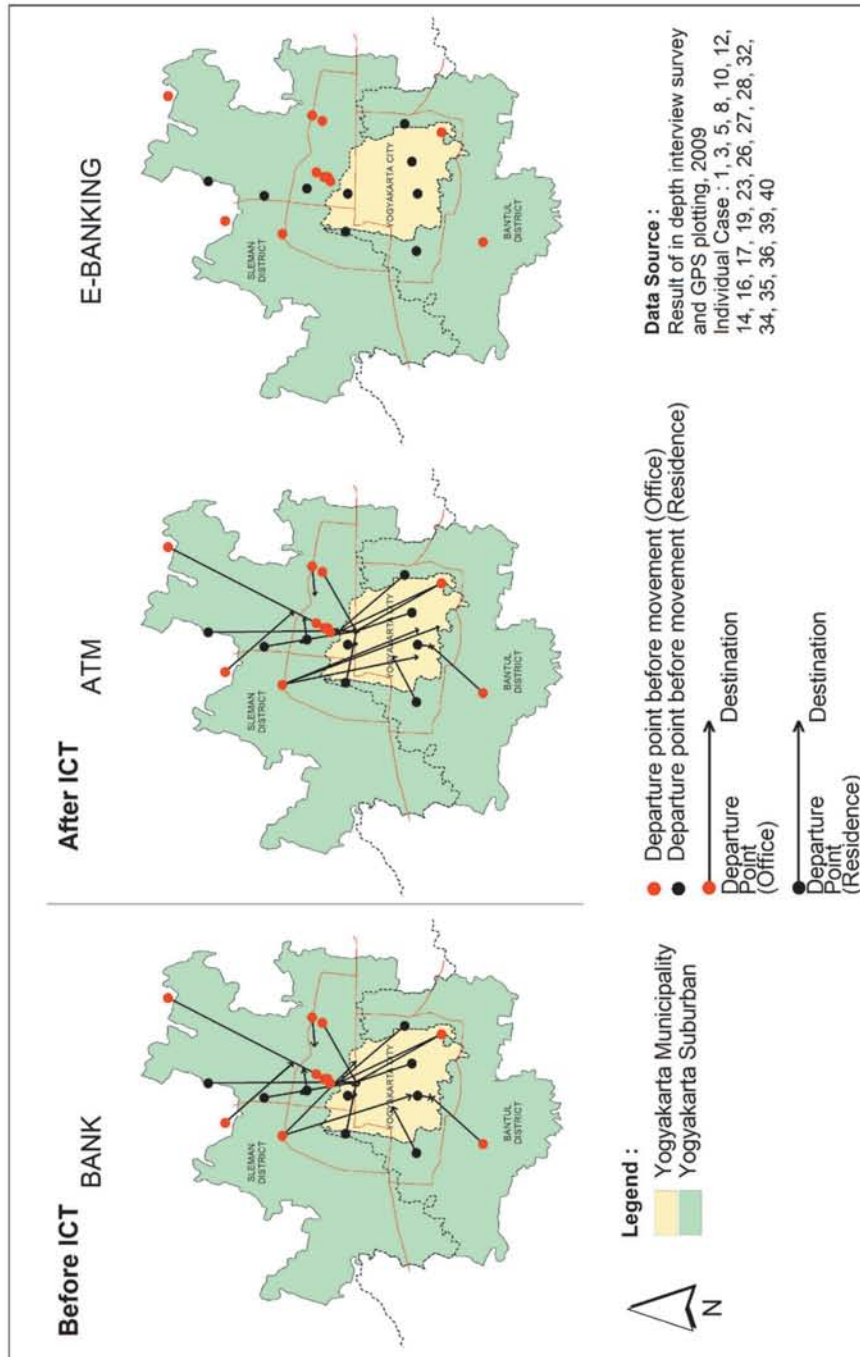 Before ICT
After ICT
BANK
ATM
E-BANKING
SLEMAN
DISTRICT
YOGYAKARTA CITY
BANTUL
DISTRICT
SLEMAN
DISTRICT
YOGYAKARTA CITY
BANTUL
DISTRICT
SLEMAN
DISTRICT
YOGYAKARTA CITY
BANTUL
DISTRICT
N
Legend :
Yogyakarta Municipality
Yogyakarta Suburban
Departure point before movement (Office)
Departure point before movement (Residence)
Departure
Point
(Office)
Destination
Departure
Point
(Residence)
Destination
Data Source :
Result of in depth interview survey
and GPS plotting, 2009
Individual Case : 1, 3, 5, 8, 10, 12,
14, 16, 17, 19, 23, 26, 27, 28, 32,
34, 35, 36, 39, 40